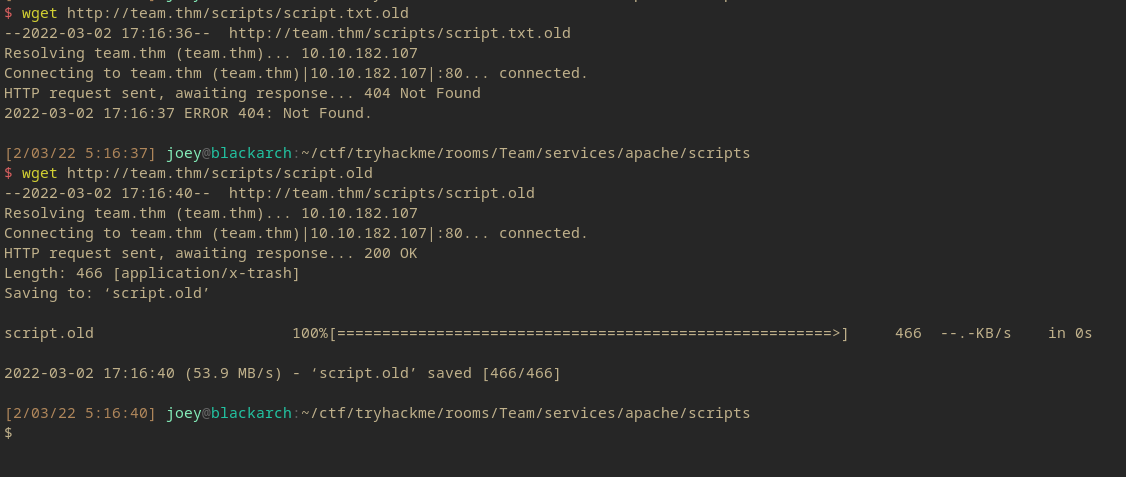 $ wget http://team.thm/scripts/script.txt.old
--2022-03-02 17:16:36--  http://team.thm/scripts/script.txt.old
Resolving team.thm (team.thm)... 10.10.182.107
Connecting to team.thm (team.thm)|10.10.182.107|:80... connected.
HTTP request sent, awaiting response... 404 Not Found
2022-03-02 17:16:37 ERROR 404: Not Found.

[2/03/22 5:16:37] joey@blackarch:~/ctf/tryhackme/rooms/Team/services/apache/scripts
$ wget http://team.thm/scripts/script.old
--2022-03-02 17:16:40--  http://team.thm/scripts/script.old
Resolving team.thm (team.thm)... 10.10.182.107
Connecting to team.thm (team.thm)|10.10.182.107|:80... connected.
HTTP request sent, awaiting response... 200 OK
Length: 466 [application/x-trash]
Saving to: ‘script.old’

script.old                      100%[=======================================================>]     466  --.-KB/s    in 0s

2022-03-02 17:16:40 (53.9 MB/s) - ‘script.old’ saved [466/466]

[2/03/22 5:16:40] joey@blackarch:~/ctf/tryhackme/rooms/Team/services/apache/scripts
$